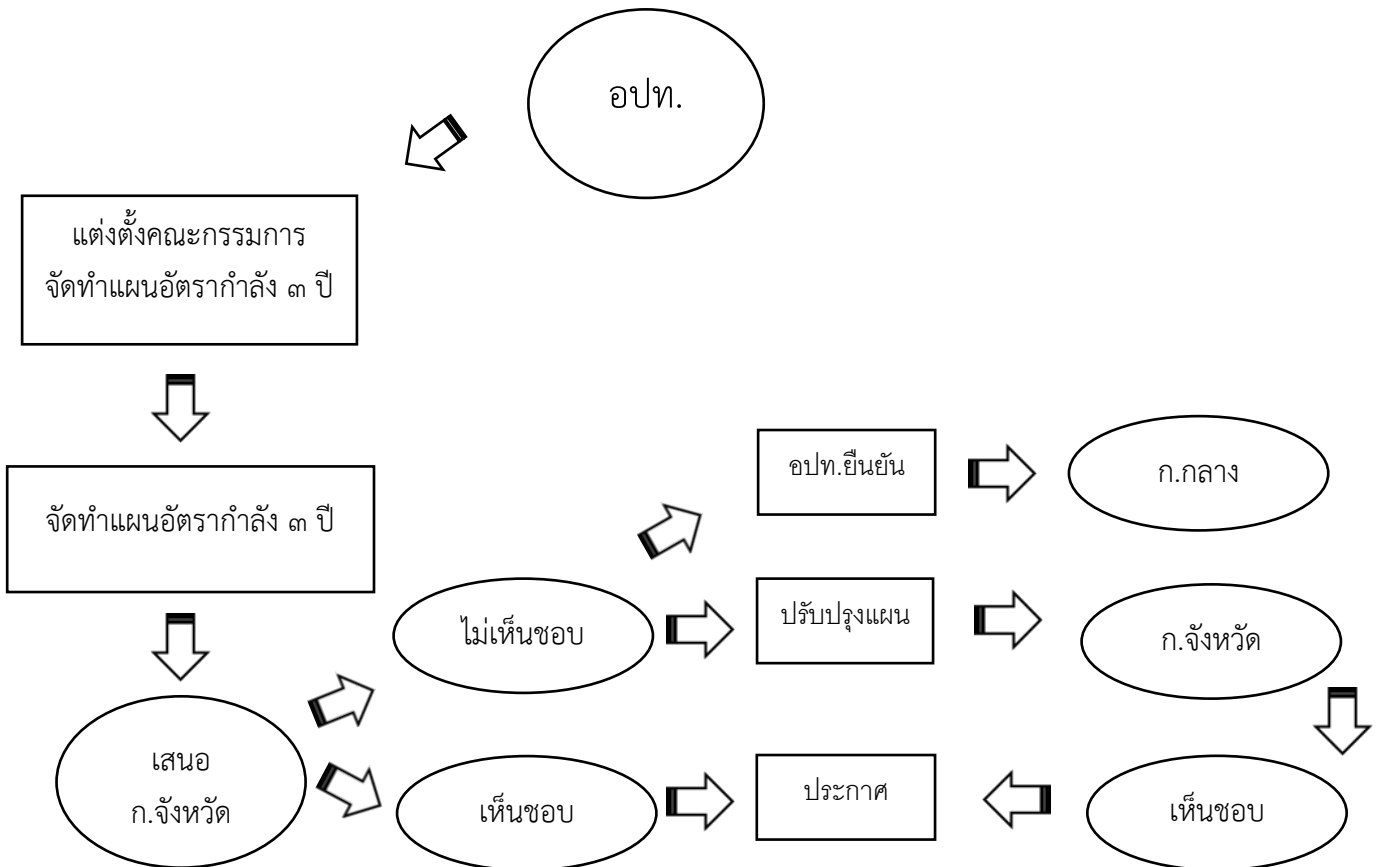 อปท.
แต่งตั้งคณะกรรมการ
จัดทำแผนอัตรากำลัง ๓ ปี
จัดทำแผนอัตรากำลัง ๓ ปี
อปท.ยืนยัน
ก.กลาง
ไม่เห็นชอบ
ปรับปรุงแผน
ก.จังหวัด
เสนอ
ก.จังหวัด
เห็นชอบ
ประกาศ
เห็นชอบ